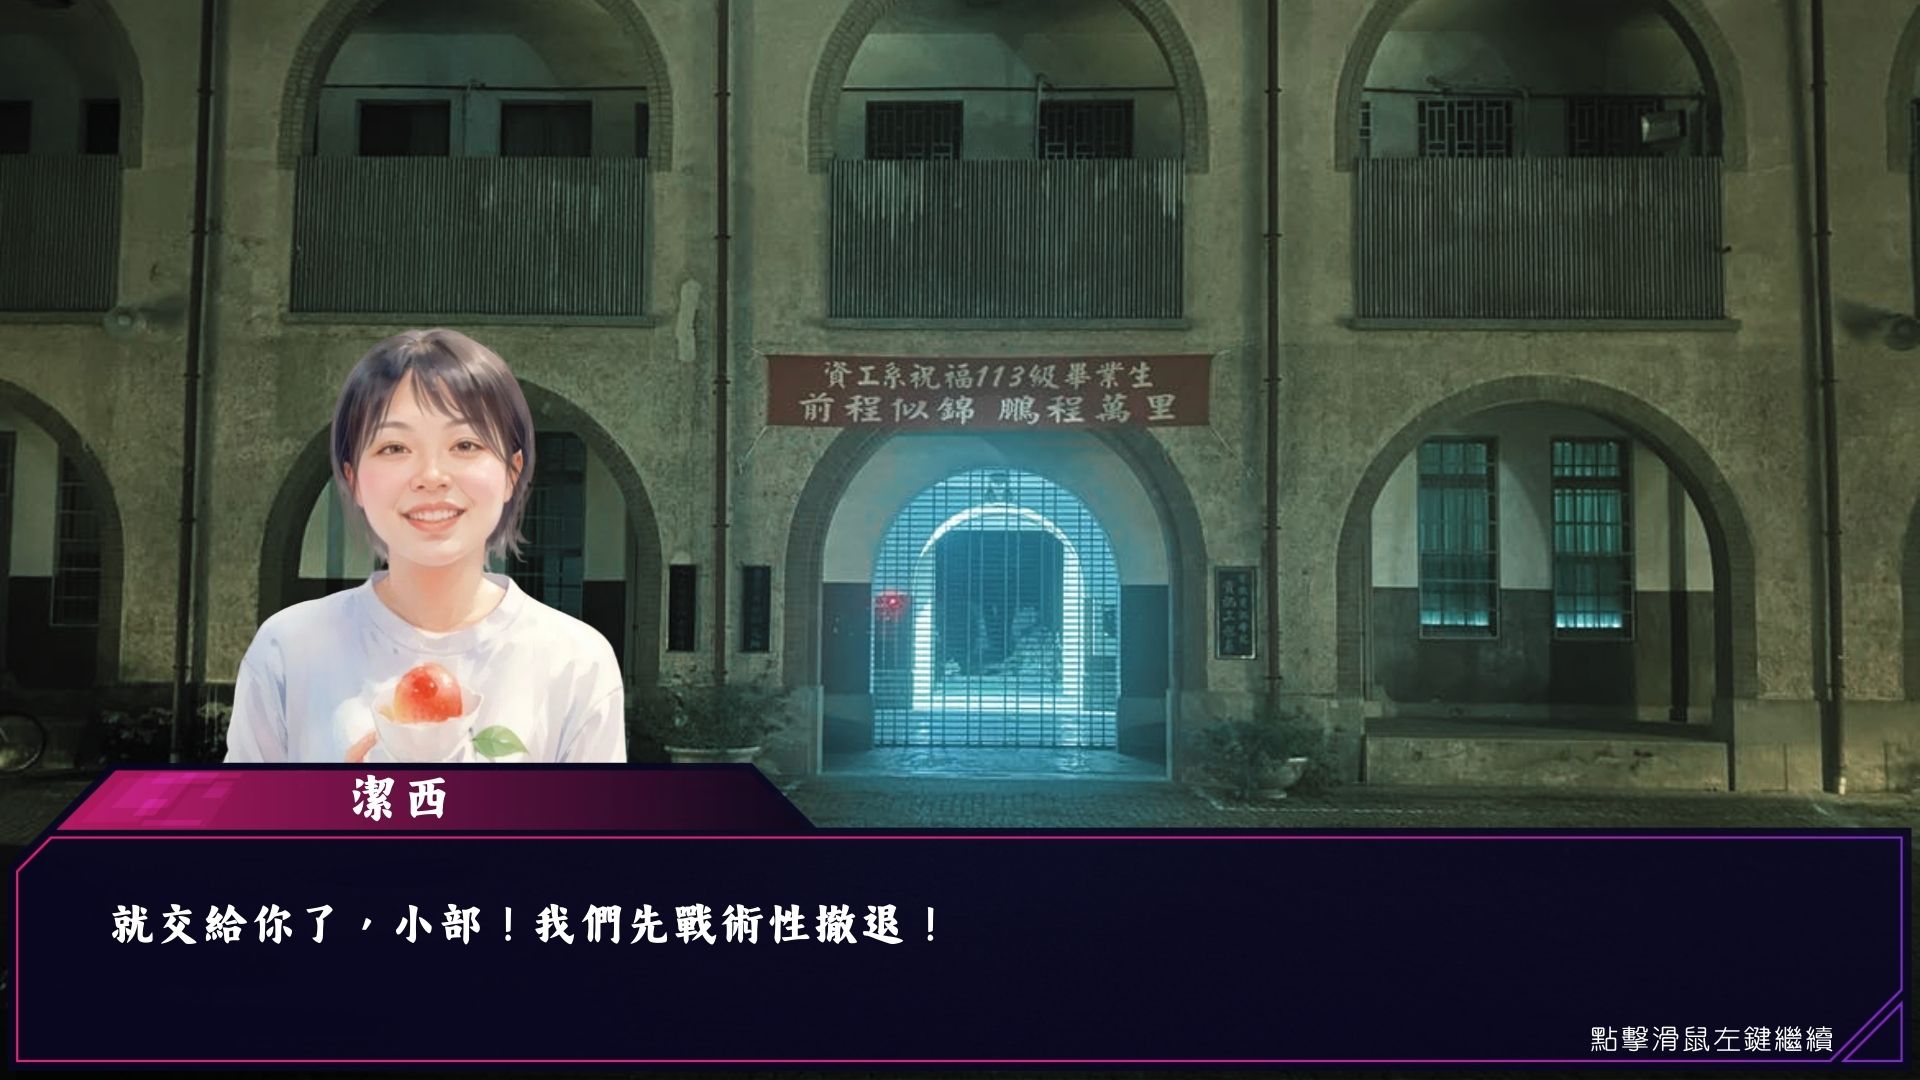 資工系祝福113級畢業生
前程似錦 鵬程萬里
潔西
就交給你了，小部！我們先戰術性撤退！
點擊滑鼠左鍵繼續